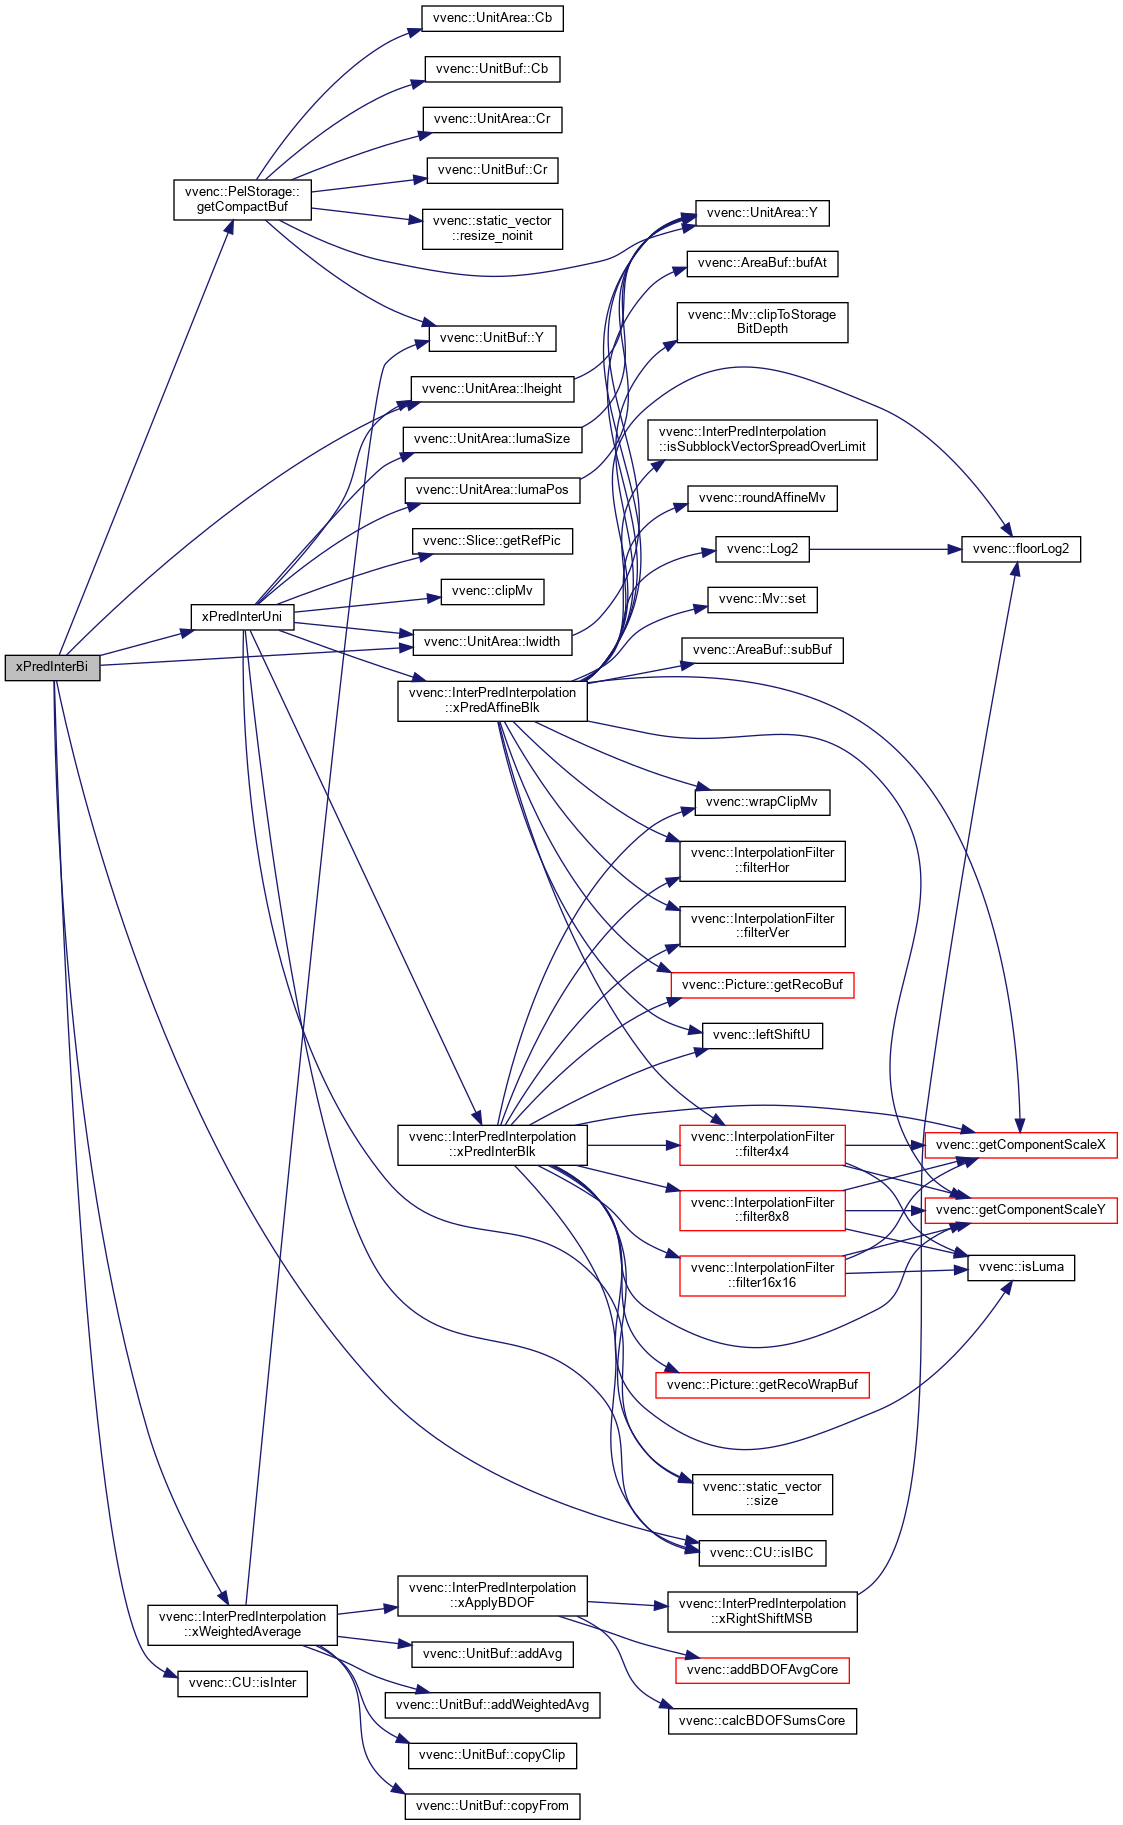 vvenc::UnitArea::Cb
vvenc::UnitBuf::Cb
vvenc::UnitArea::Cr
vvenc::UnitBuf::Cr
vvenc::PelStorage::
getCompactBuf
vvenc::static_vector
::resize_noinit
vvenc::UnitArea::Y
vvenc::AreaBuf::bufAt
vvenc::Mv::clipToStorage
BitDepth
vvenc::UnitBuf::Y
vvenc::UnitArea::lheight
vvenc::UnitArea::lumaSize
vvenc::InterPredInterpolation
::isSubblockVectorSpreadOverLimit
vvenc::UnitArea::lumaPos
vvenc::roundAffineMv
vvenc::Slice::getRefPic
vvenc::Log2
vvenc::floorLog2
vvenc::clipMv
vvenc::Mv::set
xPredInterUni
vvenc::UnitArea::lwidth
vvenc::AreaBuf::subBuf
xPredInterBi
vvenc::InterPredInterpolation
::xPredAffineBlk
vvenc::wrapClipMv
vvenc::InterpolationFilter
::filterHor
vvenc::InterpolationFilter
::filterVer
vvenc::Picture::getRecoBuf
vvenc::leftShiftU
vvenc::InterPredInterpolation
::xPredInterBlk
vvenc::InterpolationFilter
::filter4x4
vvenc::getComponentScaleX
vvenc::InterpolationFilter
::filter8x8
vvenc::getComponentScaleY
vvenc::InterpolationFilter
::filter16x16
vvenc::isLuma
vvenc::Picture::getRecoWrapBuf
vvenc::static_vector
::size
vvenc::CU::isIBC
vvenc::InterPredInterpolation
::xApplyBDOF
vvenc::InterPredInterpolation
::xRightShiftMSB
vvenc::InterPredInterpolation
::xWeightedAverage
vvenc::UnitBuf::addAvg
vvenc::addBDOFAvgCore
vvenc::CU::isInter
vvenc::UnitBuf::addWeightedAvg
vvenc::calcBDOFSumsCore
vvenc::UnitBuf::copyClip
vvenc::UnitBuf::copyFrom